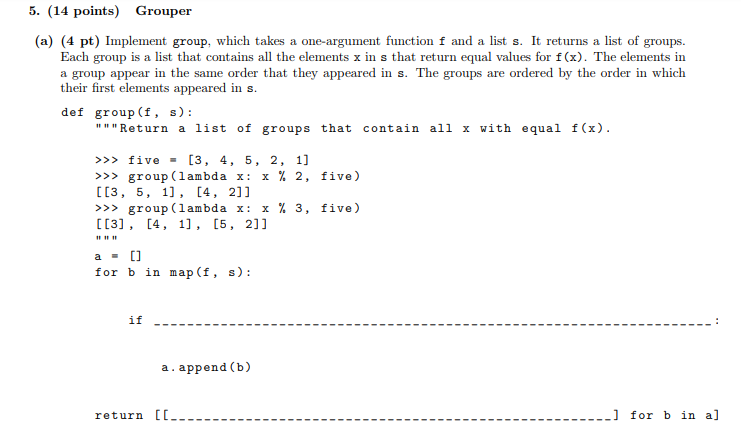 5. (14 points) Grouper
(a) (4 pt) Implement group, which takes a one-argument function f and a list s. It returns a list of groups.
Each group is a list that contains all the elements x in s that return equal values for f(x). The elements in
a group appear in the same order that they appeared in s. The groups are ordered by the order in which
their first elements appeared in s.
def group(f, s):
"""Return a list of groups that contain all x with equal f(x).
>>> five = [3, 4, 5, 2, 1]
>>> group(lambda x: x % 2, five)
[[3, 5, 1], [4, 2]]
>>> group(lambda x: x % 3, five)
[[3], [4, 1], [5, 2]]
"""
a = []
for b in map(f, s):
if ____________________________________________________________________:
a.append(b)
return [[______________________________________________________] for b in a]